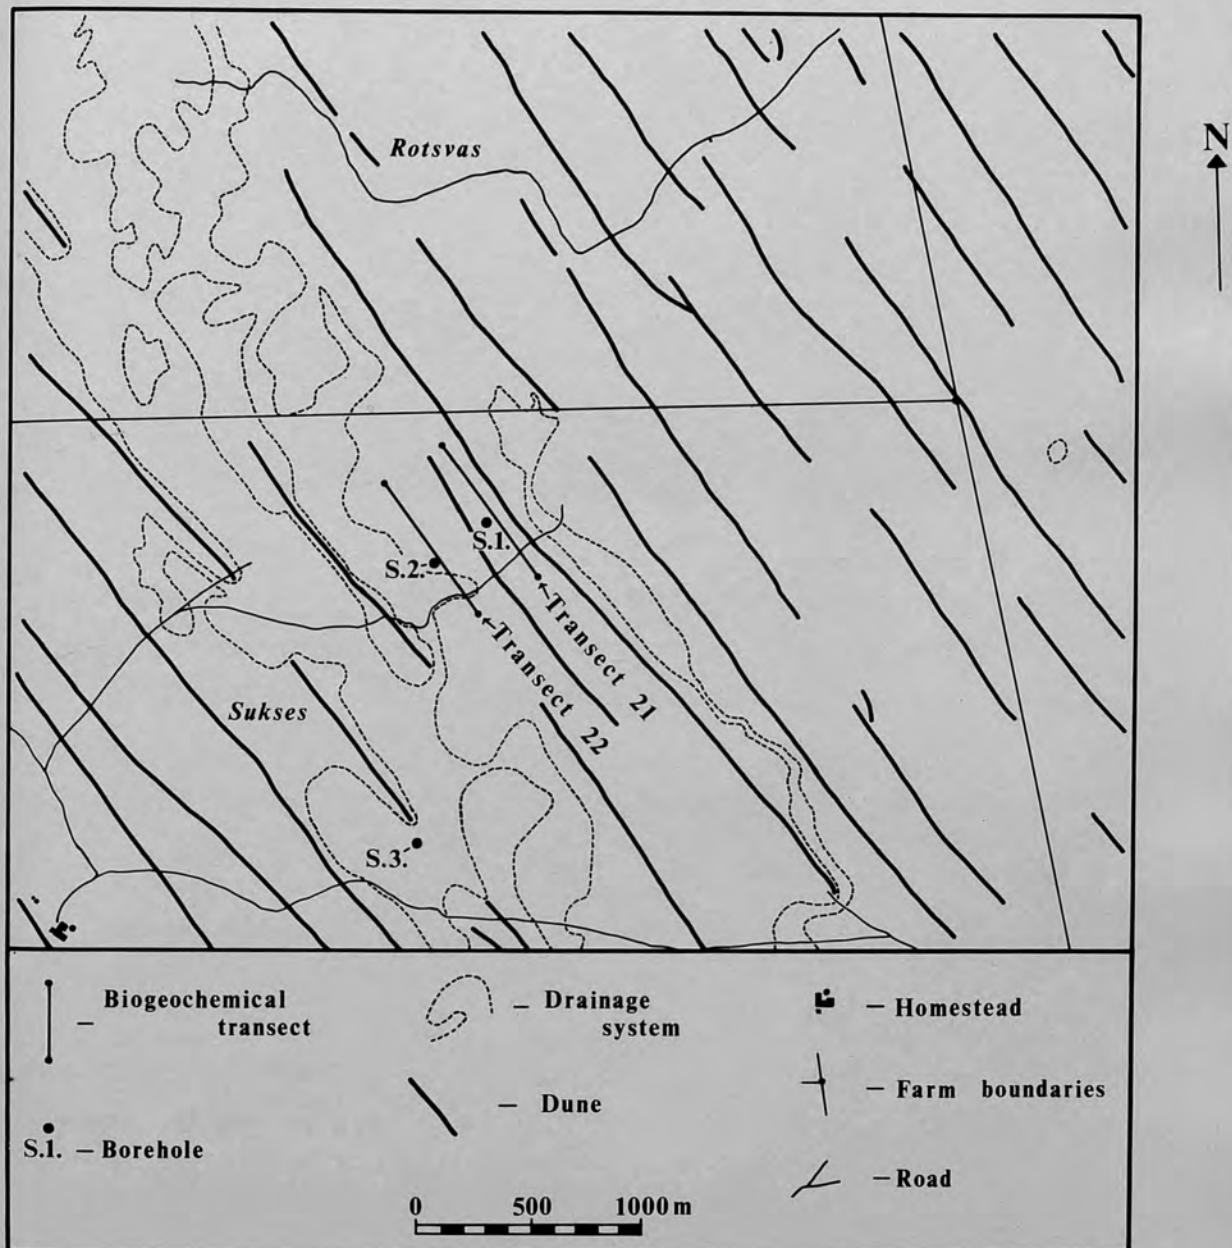 N
Rotsvas
S.1.
S.2.
←Transect 21
←Transect 22
Sukses
S.3.
Biogeochemical
— transect
— Drainage
system
— Homestead
— Dune
— Farm boundaries
S.1. — Borehole
— Road
0 500 1000 m